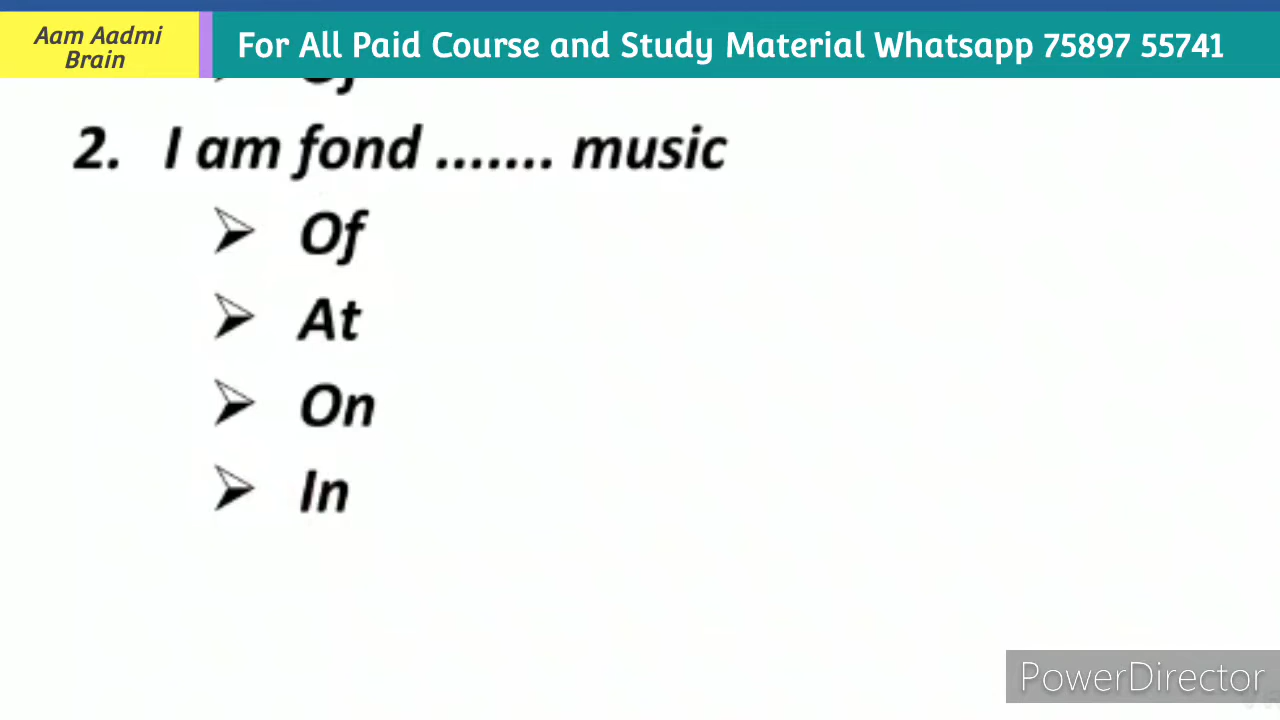 Aam Aadmi
Brain
For All Paid Course and Study Material Whatsapp 75897 55741
2. I am fond ....... music
➢ Of
➢ At
➢ On
➢ In
PowerDirector